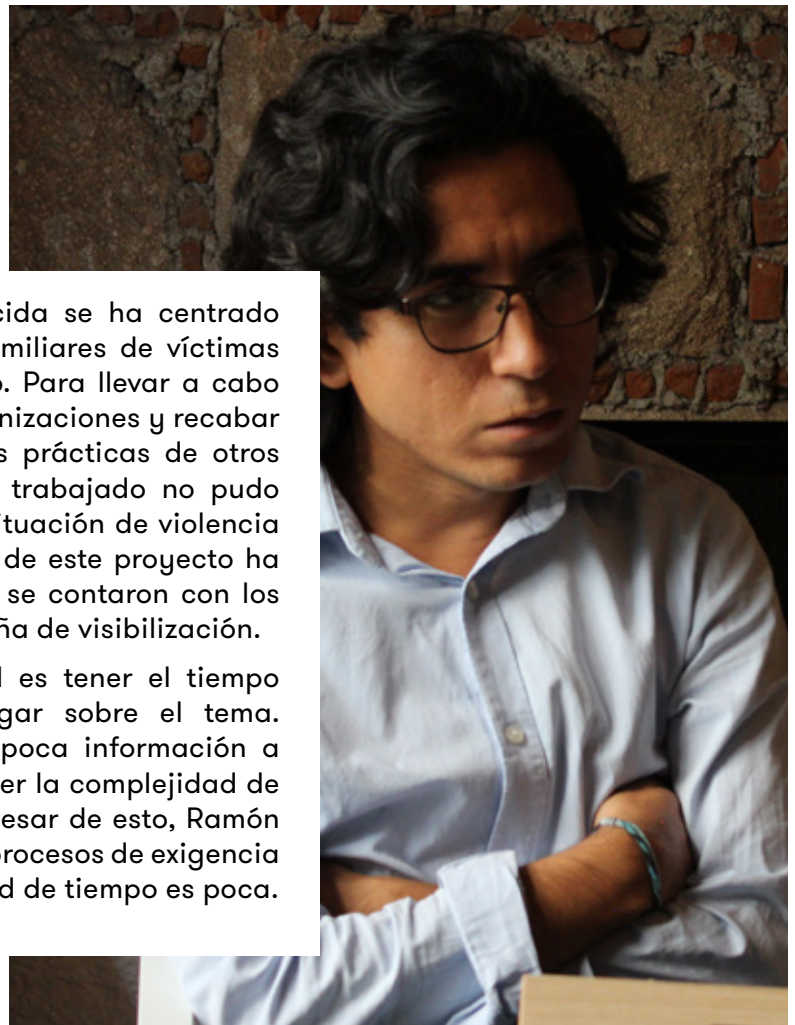 cida se ha centrado
miliares de víctimas
o. Para llevar a cabo
nizaciones y recabar
s prácticas de otros
trabajado no pudo
ituación de violencia
de este proyecto ha
se contaron con los
ña de visibilización.
l es tener el tiempo
gar sobre el tema.
poca información a
er la complejidad de
esar de esto, Ramón
procesos de exigencia
d de tiempo es poca.